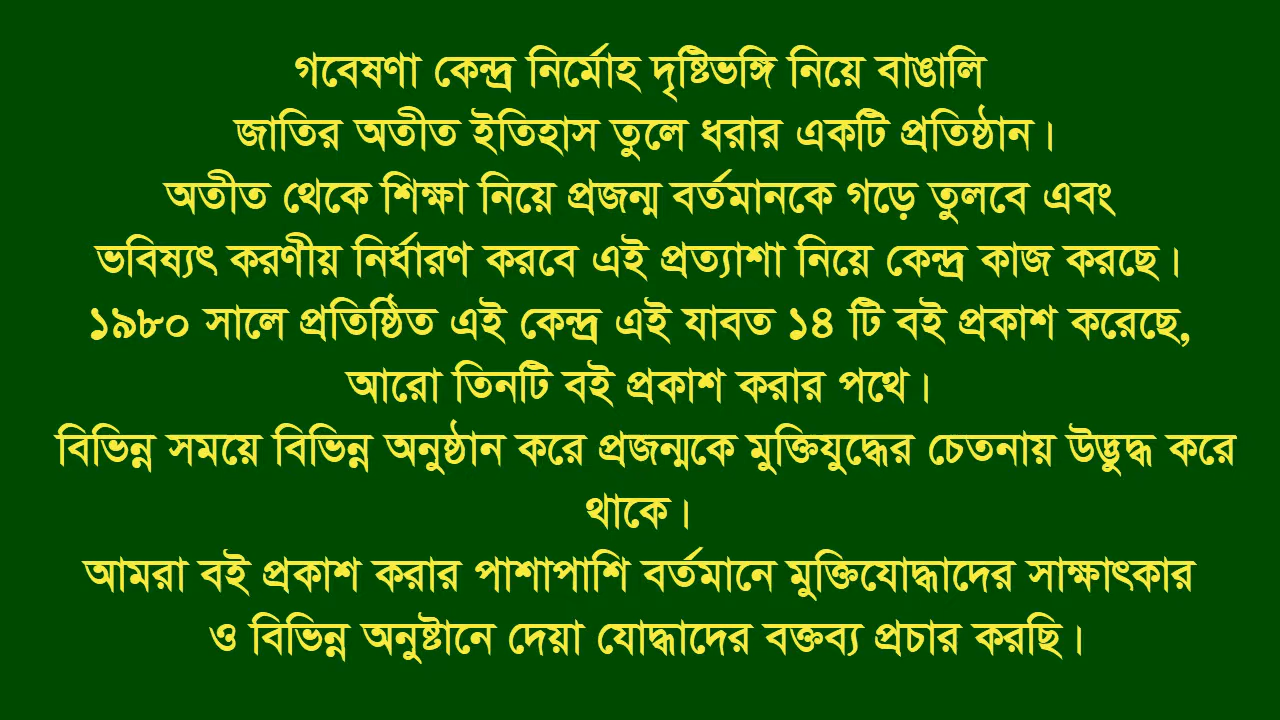 গবেষণা কেন্দ্র নির্মোহ দৃষ্টিভঙ্গি নিয়ে বাঙালি
জাতির অতীত ইতিহাস তুলে ধরার একটি প্রতিষ্ঠান।
অতীত থেকে শিক্ষা নিয়ে প্রজন্ম বর্তমানকে গড়ে তুলবে এবং
ভবিষ্যৎ করণীয় নির্ধারণ করবে এই প্রত্যাশা নিয়ে কেন্দ্র কাজ করছে।
১৯৮০ সালে প্রতিষ্ঠিত এই কেন্দ্র এই যাবত ১৪ টি বই প্রকাশ করেছে,
আরো তিনটি বই প্রকাশ করার পথে।
বিভিন্ন সময়ে বিভিন্ন অনুষ্ঠান করে প্রজন্মকে মুক্তিযুদ্ধের চেতনায় উদ্ভুদ্ধ করে
থাকে।
আমরা বই প্রকাশ করার পাশাপাশি বর্তমানে মুক্তিযোদ্ধাদের সাক্ষাৎকার
ও বিভিন্ন অনুষ্টানে দেয়া যোদ্ধাদের বক্তব্য প্রচার করছি।